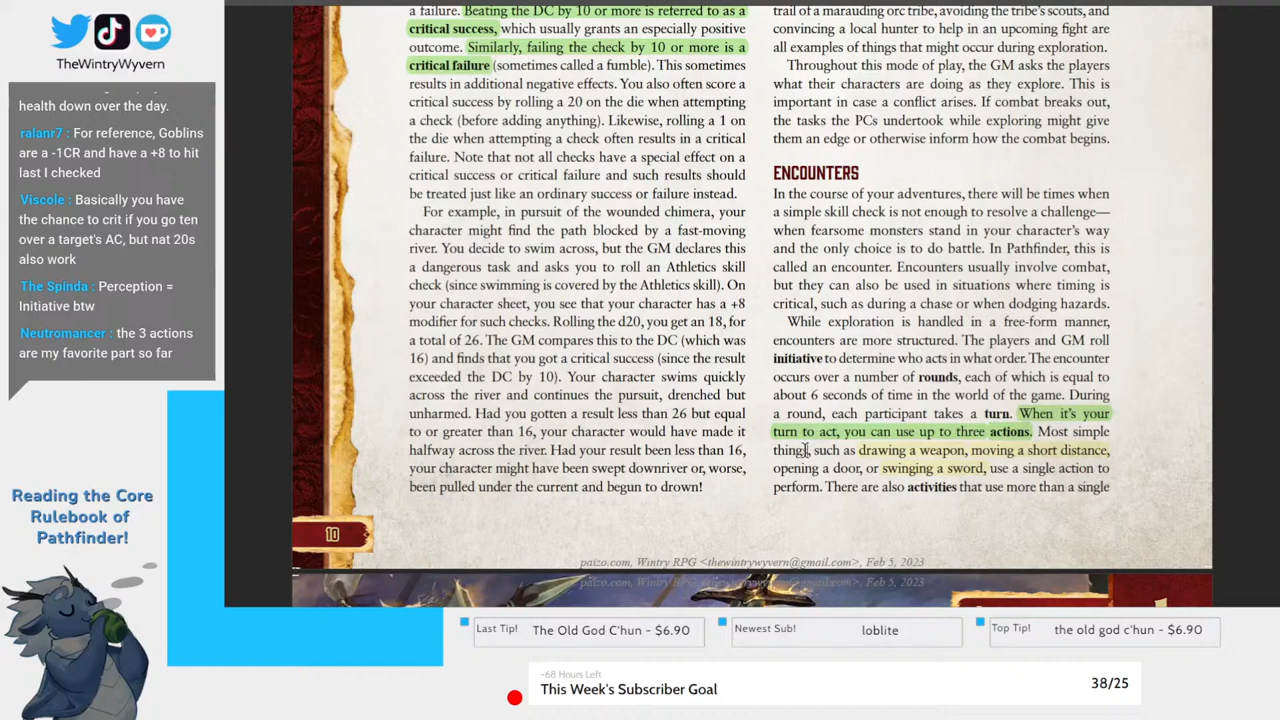 TheWintryWyvern
health down over the day.
ralanr7 : For reference, Goblins
are a -1CR and have a +8 to hit
last I checked
Viscole : Basically you have
the chance to crit if you go ten
over a target's AC, but nat 20s
also work
The Spinda : Perception =
Initiative btw
Neutromancer : the 3 actions
are my favorite part so far
Reading the Core
Rulebook of
Pathfinder!
a failure. Beating the DC by 10 or more is referred to as a
critical success, which usually grants an especially positive
outcome. Similarly, failing the check by 10 or more is a
critical failure (sometimes called a fumble). This sometimes
results in additional negative effects. You also often score a
critical success by rolling a 20 on the die when attempting
a check (before adding anything). Likewise, rolling a 1 on
the die when attempting a check often results in a critical
failure. Note that not all checks have a special effect on a
critical success or critical failure and such results should
be treated just like an ordinary success or failure instead.
For example, in pursuit of the wounded chimera, your
character might find the path blocked by a fast-moving
river. You decide to swim across, but the GM declares this
a dangerous task and asks you to roll an Athletics skill
check (since swimming is covered by the Athletics skill). On
your character sheet, you see that your character has a +8
modifier for such checks. Rolling the d20, you get an 18, for
a total of 26. The GM compares this to the DC (which was
16) and finds that you got a critical success (since the result
exceeded the DC by 10). Your character swims quickly
across the river and continues the pursuit, drenched but
unharmed. Had you gotten a result less than 26 but equal
to or greater than 16, your character would have made it
halfway across the river. Had your result been less than 16,
your character might have been swept downriver or, worse,
been pulled under the current and begun to drown!
10
trail of a marauding orc tribe, avoiding the tribe's scouts, and
convincing a local hunter to help in an upcoming fight are
all examples of things that might occur during exploration.
Throughout this mode of play, the GM asks the players
what their characters are doing as they explore. This is
important in case a conflict arises. If combat breaks out,
the tasks the PCs undertook while exploring might give
them an edge or otherwise inform how the combat begins.
ENCOUNTERS
In the course of your adventures, there will be times when
a simple skill check is not enough to resolve a challenge—
when fearsome monsters stand in your character's way
and the only choice is to do battle. In Pathfinder, this is
called an encounter. Encounters usually involve combat,
but they can also be used in situations where timing is
critical, such as during a chase or when dodging hazards.
While exploration is handled in a free-form manner,
encounters are more structured. The players and GM roll
initiative to determine who acts in what order. The encounter
occurs over a number of rounds, each of which is equal to
about 6 seconds of time in the world of the game. During
a round, each participant takes a turn. When it's your
turn to act, you can use up to three actions. Most simple
things, such as drawing a weapon, moving a short distance,
opening a door, or swinging a sword, use a single action to
perform. There are also activities that use more than a single
paizo.com, Wintry RPG <thewintrywyvern@gmail.com>, Feb 5, 2023
paizo.com, Wintry RPG <thewintrywyvern@gmail.com>, Feb 5, 2023
Last Tip! The Old God C'hun - $6.90
Newest Sub! loblite
Top Tip! the old god c'hun - $6.90
-68 Hours Left
This Week's Subscriber Goal
38/25